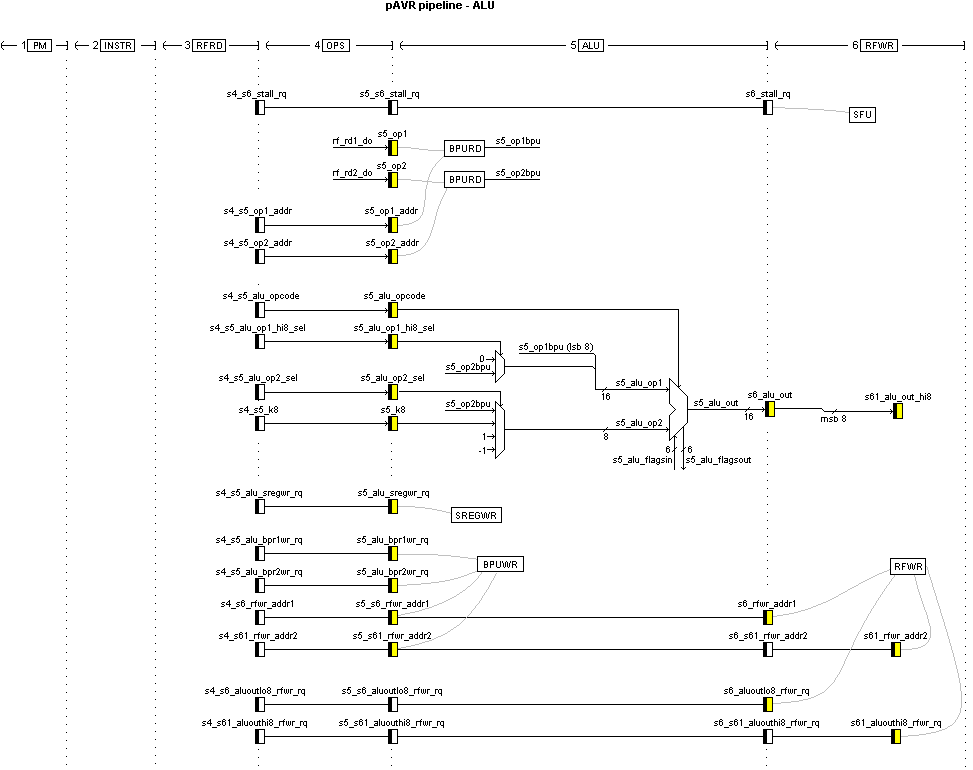 pAVR pipeline - ALU
1 PM 2 INSTR 3 RFRD 4 OPS 5 ALU 6 RFWR
s4_s6_stall_rq s5_s6_stall_rq s6_stall_rq
SFU
s5_op1
rf_rd1_do BPURD s5_op1bpu
s5_op2
rf_rd2_do BPURD s5_op2bpu
s4_s5_op1_addr s5_op1_addr
s4_s5_op2_addr s5_op2_addr
s4_s5_alu_opcode s5_alu_opcode
s4_s5_alu_op1_hi8_sel s5_alu_op1_hi8_sel
s5_op1bpu (lsb 8)
0
s5_op2bpu
s4_s5_alu_op2_sel s5_alu_op2_sel s5_alu_op1
16
s6_alu_out s61_alu_out_hi8
s5_op2bpu s5_alu_out
s4_s5_k8 s5_k8 16 msb 8
s5_alu_op2
1 8
-1 6 6
s5_alu_flagsin s5_alu_flagsout
s4_s5_alu_sregwr_rq s5_alu_sregwr_rq
SREGWR
s4_s5_alu_bpr1wr_rq s5_alu_bpr1wr_rq
BPUWR RFWR
s4_s5_alu_bpr2wr_rq s5_alu_bpr2wr_rq
s4_s6_rfwr_addr1 s5_s6_rfwr_addr1 s6_rfwr_addr1
s4_s61_rfwr_addr2 s5_s61_rfwr_addr2 s6_s61_rfwr_addr2 s61_rfwr_addr2
s4_s6_aluoutlo8_rfwr_rq s5_s6_aluoutlo8_rfwr_rq s6_aluoutlo8_rfwr_rq
s4_s61_aluouthi8_rfwr_rq s5_s61_aluouthi8_rfwr_rq s6_s61_aluouthi8_rfwr_rq s61_aluouthi8_rfwr_rq